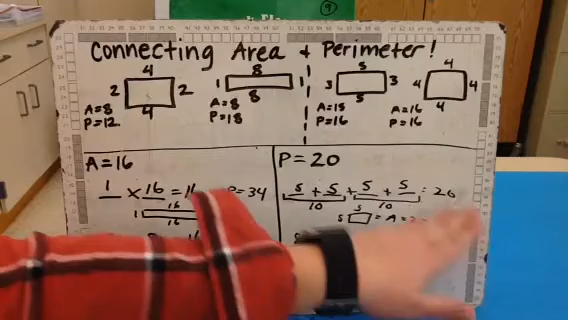 9
Connecting Area + Perimeter!
4
2 2
4
A=8
P=12
8
1 1
8
A=8
P=18
5
3 3
5
A=15
P=16
4
4 4
4
A=16
P=16
A=16
1 × 16 = 16 P=34
16
1
16
P=20
5 + 5 + 5 + 5 = 20
10 10
5
5 = A=